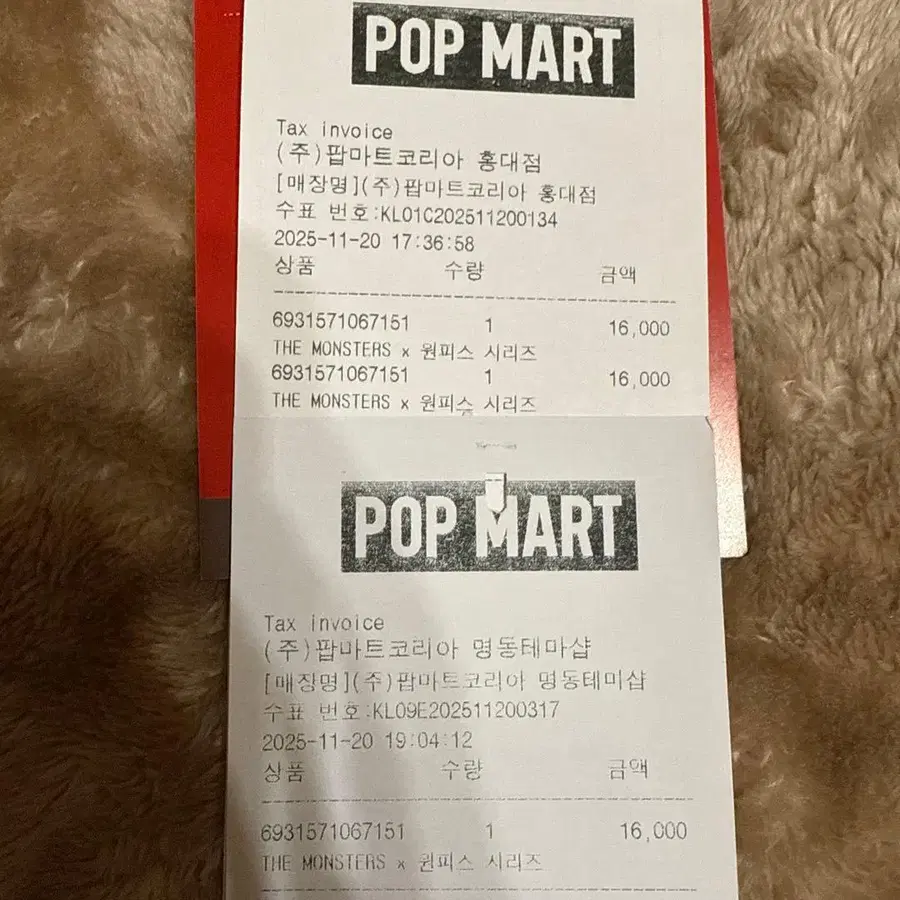 POP MART
Tax invoice
(주)팝마트코리아 홍대점
[매장명](주)팝마트코리아 홍대점
수표 번호:KL01C202511200134
2025-11-20 17:36:58
상품 수량 금액
6931571067151 1 16,000
THE MONSTERS x 원피스 시리즈
6931571067151 1 16,000
THE MONSTERS x 원피스 시리즈
POP MART
Tax invoice
(주)팝마트코리아 명동테마샵
[매장명](주)팝마트코리아 명동테마샵
수표 번호:KL09E202511200317
2025-11-20 19:04:12
상품 수량 금액
6931571067151 1 16,000
THE MONSTERS x 원피스 시리즈